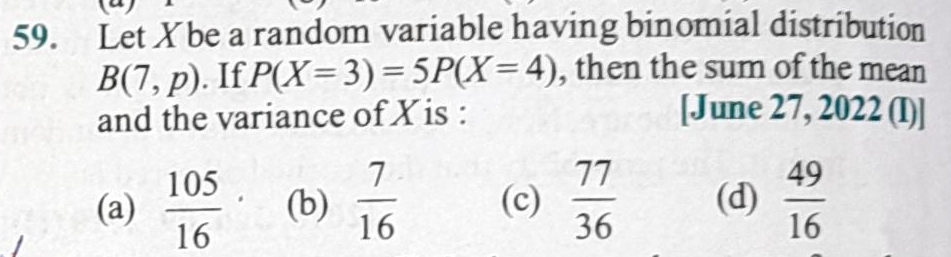 59. Let X be a random variable having binomial distribution
B(7, p). If P(X = 3) = 5P(X = 4), then the sum of the mean
and the variance of X is : [June 27, 2022 (I)]
(a) 105/16 (b) 7/16 (c) 77/36 (d) 49/16